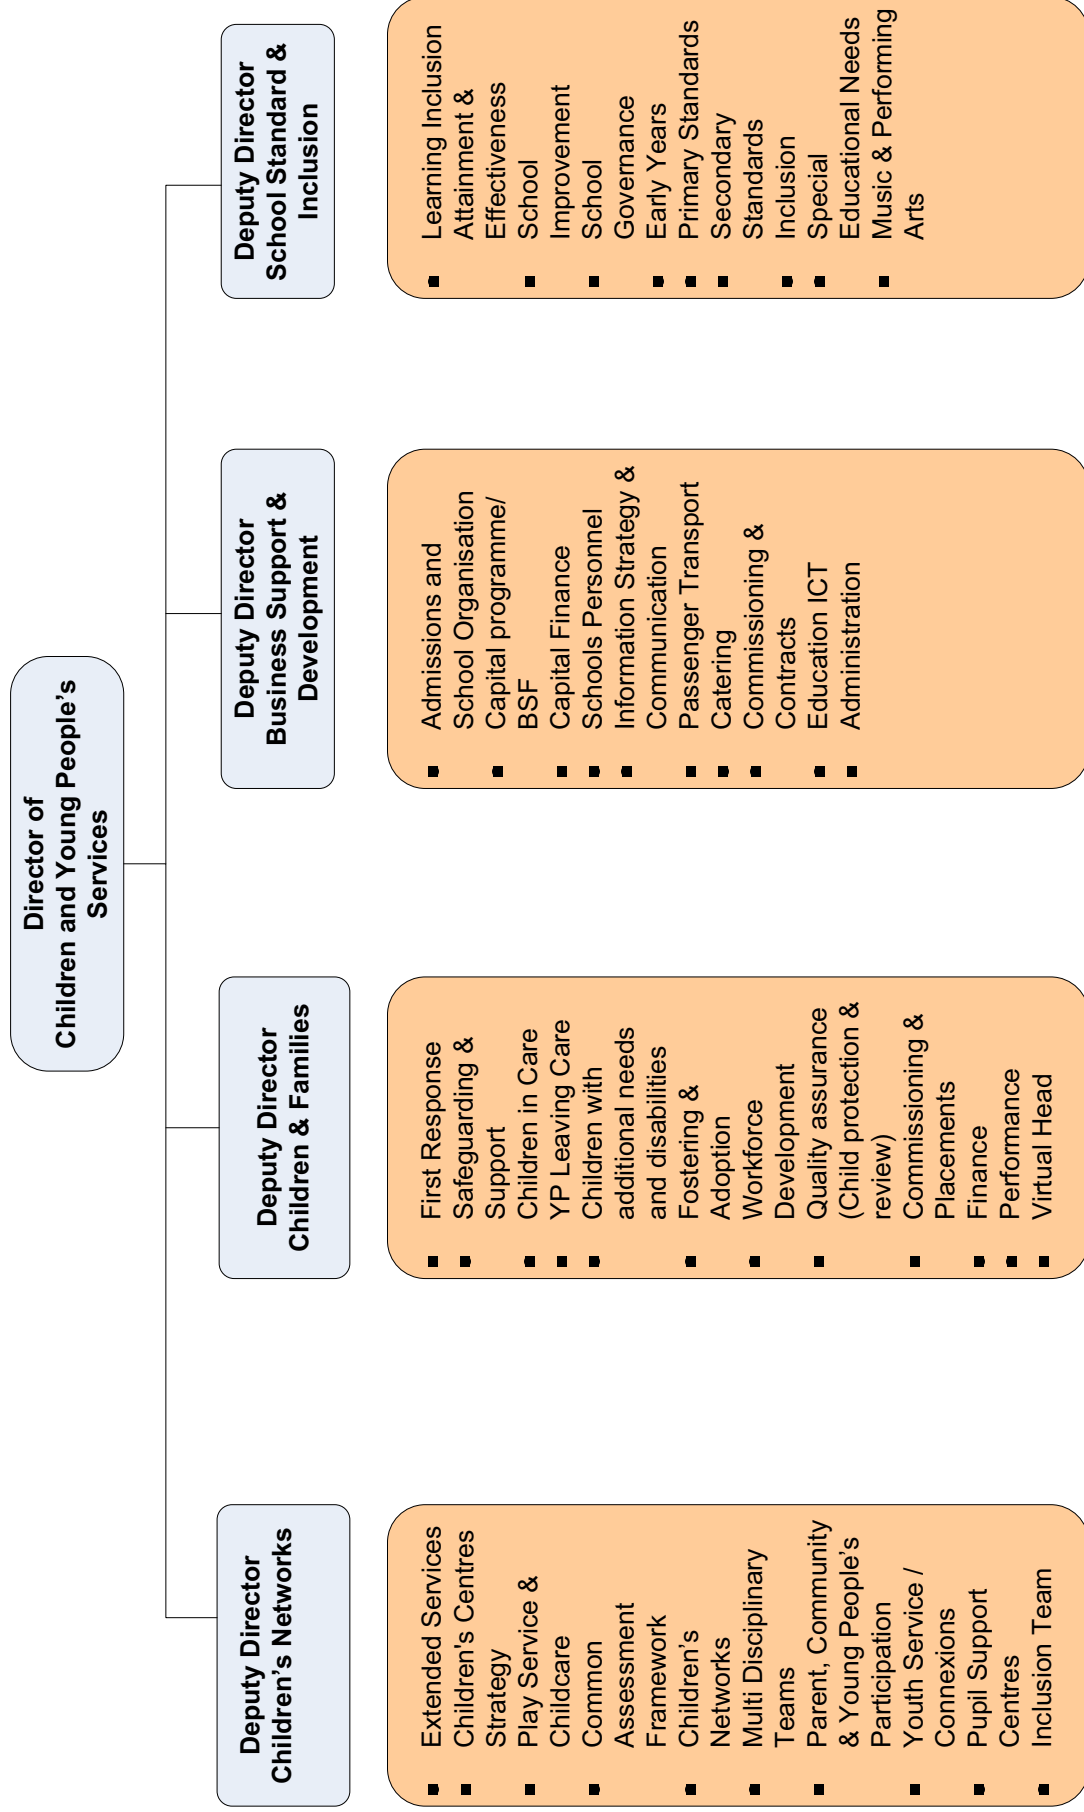 Director of
Children and Young People’s
Services
Deputy Director
Children’s Networks
▪ Extended Services
▪ Children's Centres
Strategy
▪ Play Service &
Childcare
▪ Common
Assessment
Framework
▪ Children’s
Networks
▪ Multi Disciplinary
Teams
▪ Parent, Community
& Young People’s
Participation
▪ Youth Service /
Connexions
▪ Pupil Support
Centres
▪ Inclusion Team
Deputy Director
Children & Families
▪ First Response
▪ Safeguarding &
Support
▪ Children in Care
▪ YP Leaving Care
▪ Children with
additional needs
and disabilities
▪ Fostering &
Adoption
▪ Workforce
Development
▪ Quality assurance
(Child protection &
review)
▪ Commissioning &
Placements
▪ Finance
▪ Performance
▪ Virtual Head
Deputy Director
Business Support &
Development
▪ Admissions and
School Organisation
▪ Capital programme/
BSF
▪ Capital Finance
▪ Schools Personnel
▪ Information Strategy &
Communication
▪ Passenger Transport
▪ Catering
▪ Commissioning &
Contracts
▪ Education ICT
▪ Administration
Deputy Director
School Standard &
Inclusion
▪ Learning Inclusion
Attainment &
Effectiveness
▪ School
Improvement
▪ School
Governance
▪ Early Years
▪ Primary Standards
▪ Secondary
Standards
▪ Inclusion
▪ Special
Educational Needs
▪ Music & Performing
Arts